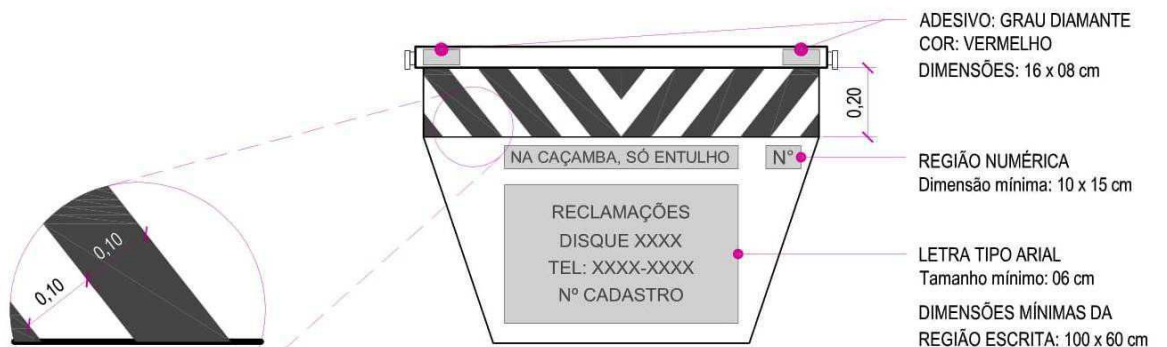 ADESIVO: GRAU DIAMANTE
COR: VERMELHO
DIMENSÕES: 16 x 08 cm
0,20
NA CAÇAMBA, SÓ ENTULHO
N°
REGIÃO NUMÉRICA
Dimensão mínima: 10 x 15 cm
RECLAMAÇÕES
DISQUE XXXX
TEL: XXXX-XXXX
Nº CADASTRO
0,10
0,10
LETRA TIPO ARIAL
Tamanho mínimo: 06 cm
DIMENSÕES MÍNIMAS DA
REGIÃO ESCRITA: 100 x 60 cm